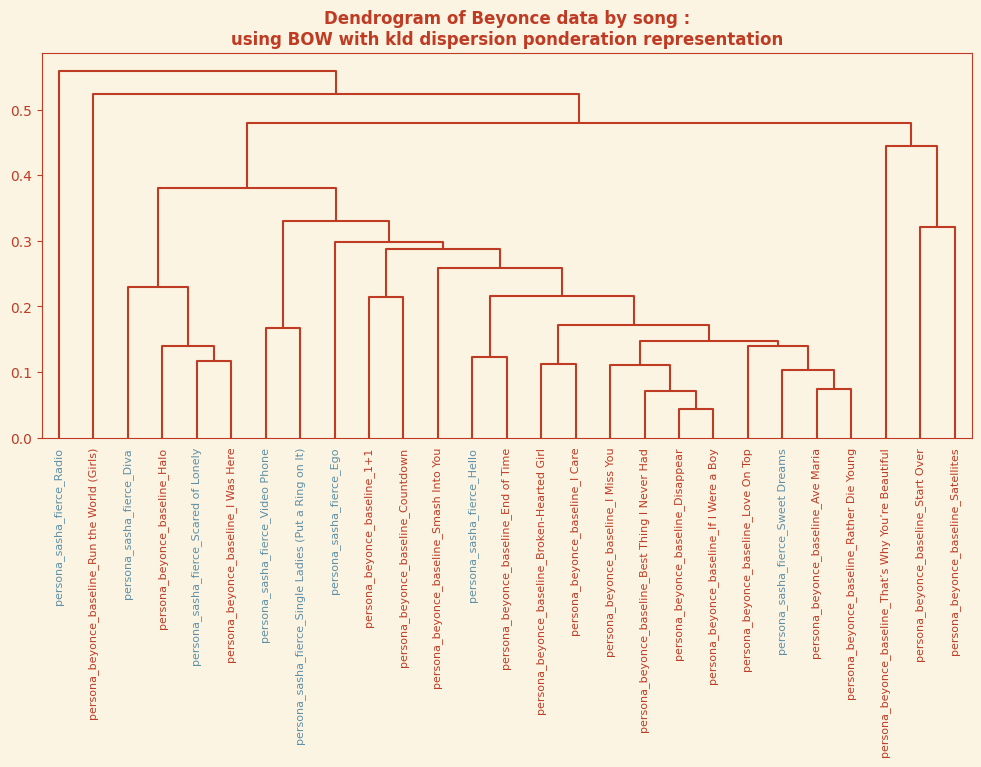 Dendrogram of Beyonce data by song :
using BOW with kld dispersion ponderation representation
0.5
0.4
0.3
0.2
0.1
0.0
persona_sasha_fierce_Radio
persona_beyonce_baseline_Run the World (Girls)
persona_sasha_fierce_Diva
persona_beyonce_baseline_Halo
persona_sasha_fierce_Scared of Lonely
persona_beyonce_baseline_I Was Here
persona_sasha_fierce_Video Phone
persona_sasha_fierce_Single Ladies (Put a Ring on It)
persona_sasha_fierce_Ego
persona_beyonce_baseline_1+1
persona_beyonce_baseline_Countdown
persona_beyonce_baseline_Smash Into You
persona_sasha_fierce_Hello
persona_beyonce_baseline_End of Time
persona_beyonce_baseline_Broken-Hearted Girl
persona_beyonce_baseline_I Care
persona_beyonce_baseline_I Miss You
persona_beyonce_baseline_Best Thing I Never Had
persona_beyonce_baseline_Disappear
persona_beyonce_baseline_If I Were a Boy
persona_beyonce_baseline_Love On Top
persona_sasha_fierce_Sweet Dreams
persona_beyonce_baseline_Ave Maria
persona_beyonce_baseline_Rather Die Young
persona_beyonce_baseline_That’s Why You’re Beautiful
persona_beyonce_baseline_Start Over
persona_beyonce_baseline_Satellites